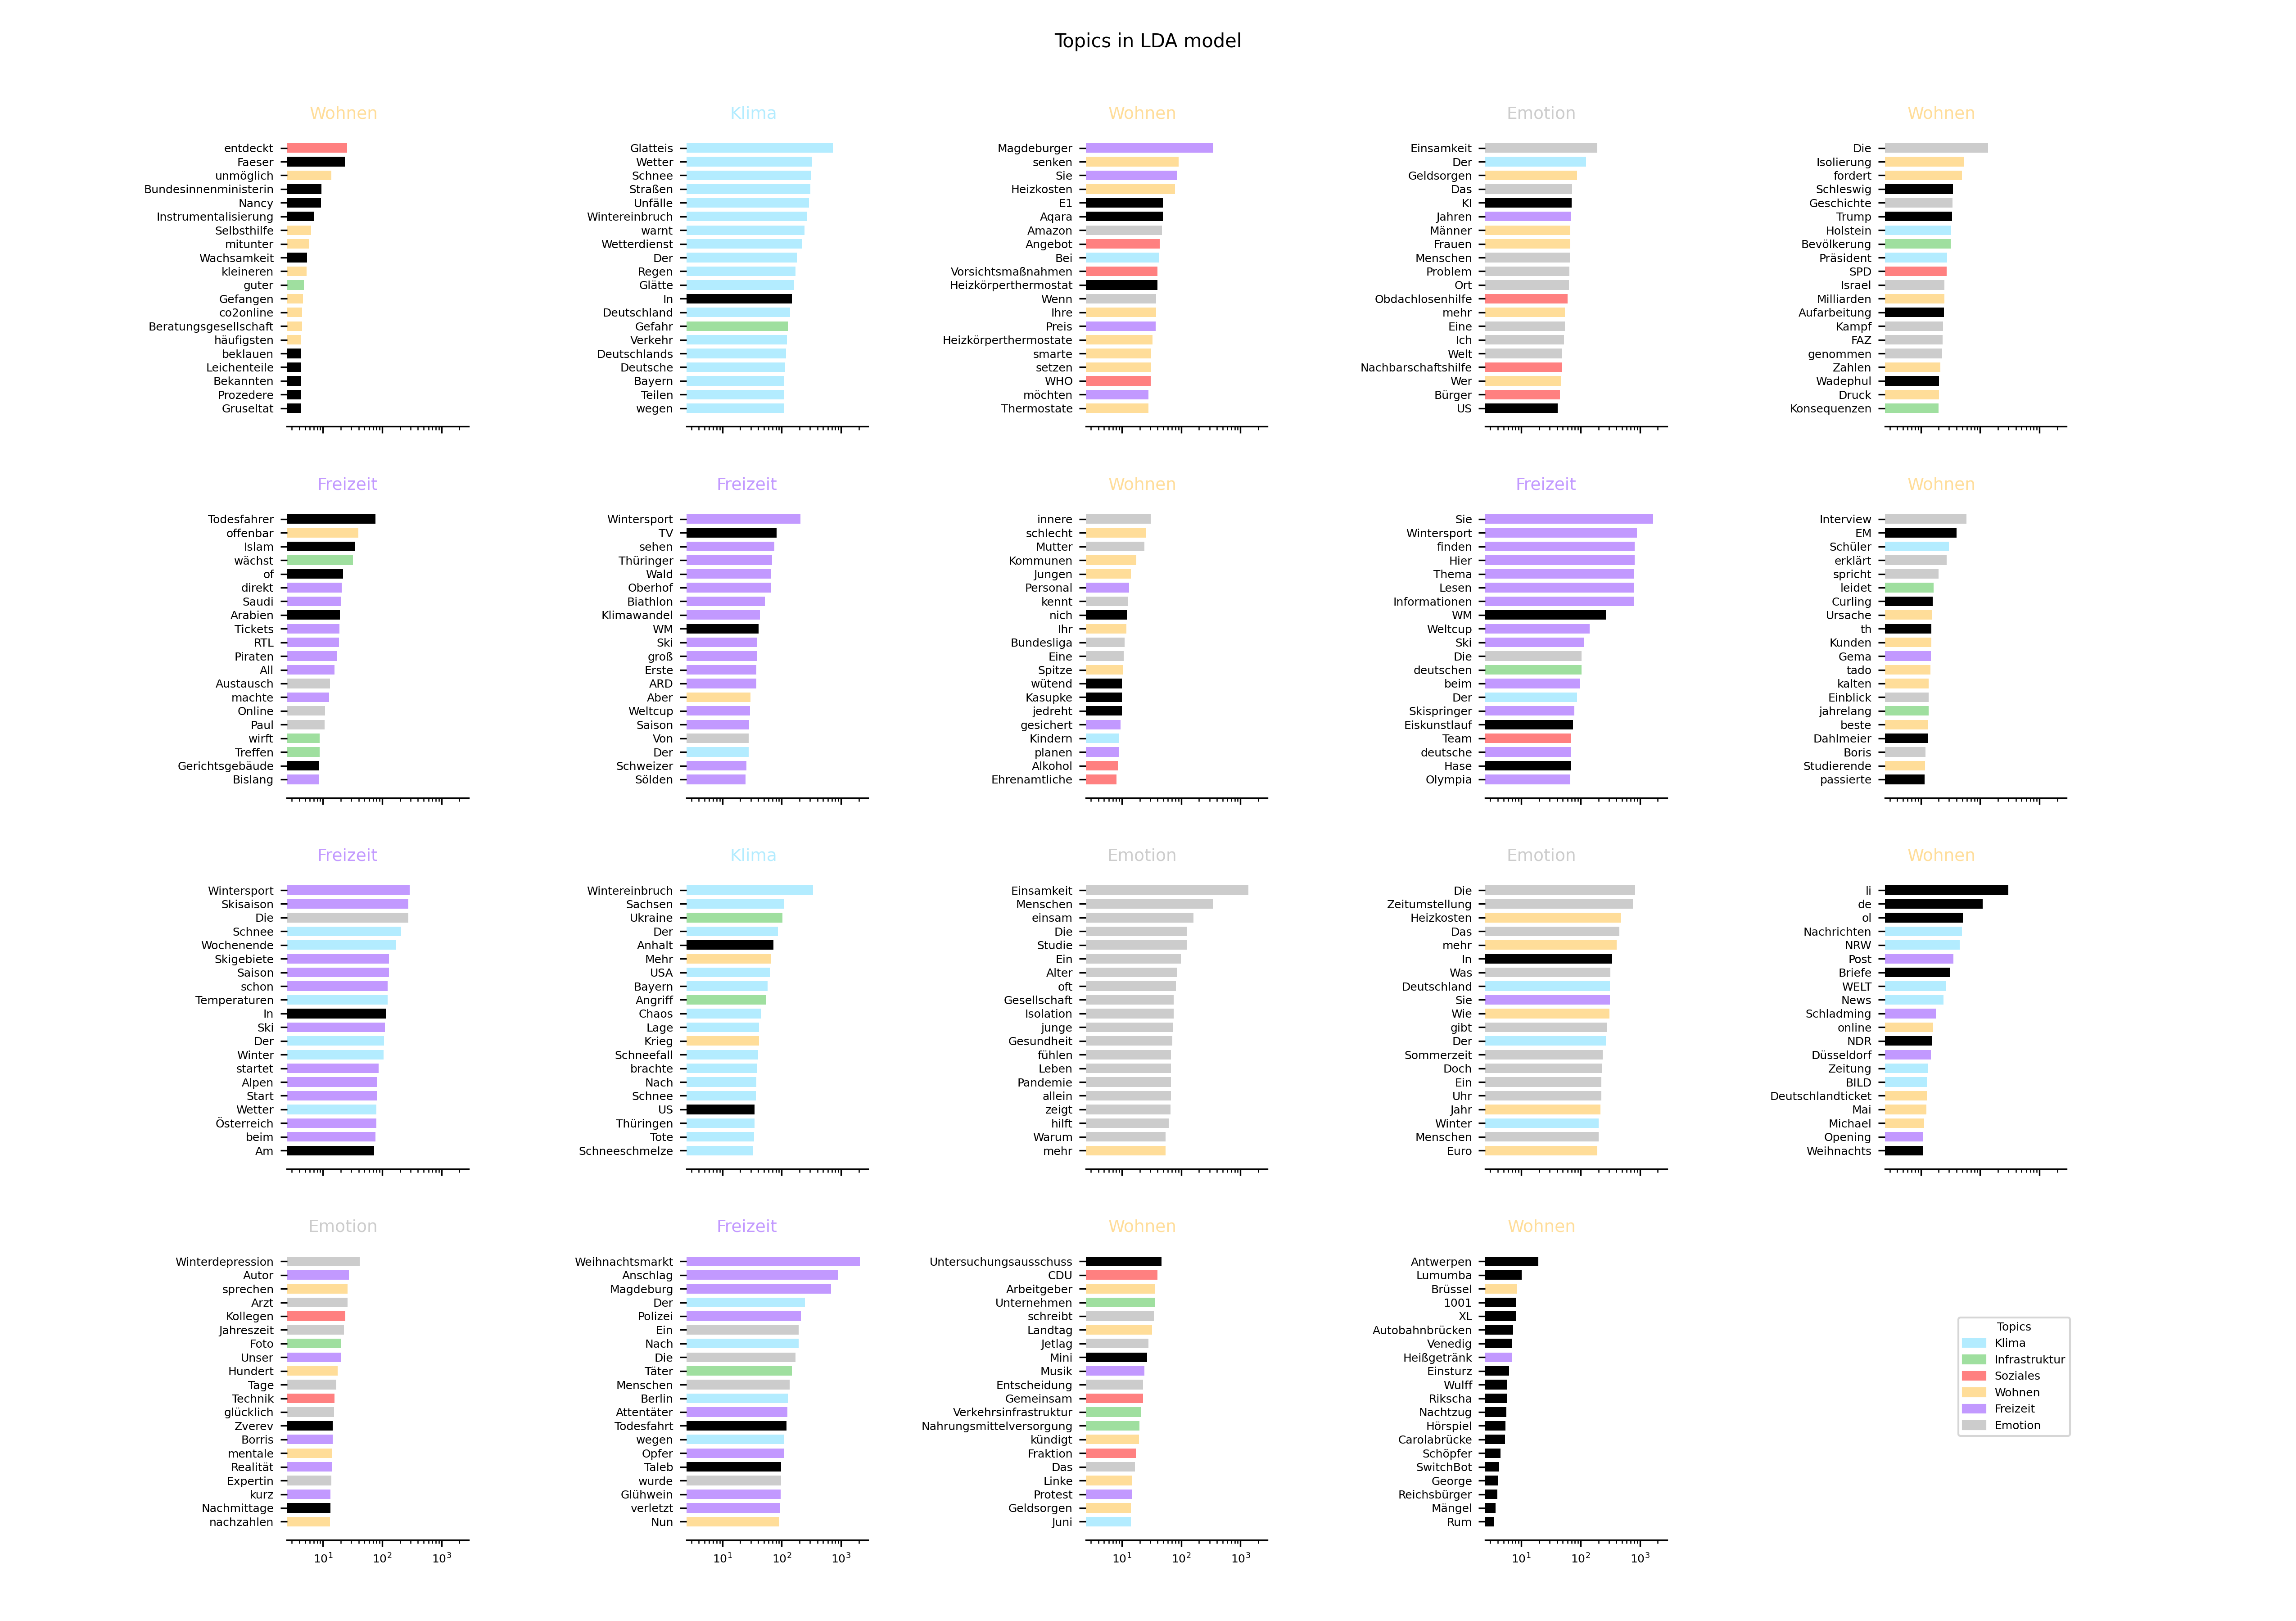 Topics in LDA model
Wohnen
entdeckt
Faeser
unmöglich
Bundesinnenministerin
Nancy
Instrumentalisierung
Selbsthilfe
mitunter
Wachsamkeit
kleineren
guter
Gefangen
co2online
Beratungsgesellschaft
häufigsten
beklauen
Leichenteile
Bekannten
Prozedere
Gruseltat
Klima
Glatteis
Wetter
Schnee
Straßen
Unfälle
Wintereinbruch
warnt
Wetterdienst
Der
Regen
Glätte
In
Deutschland
Gefahr
Verkehr
Deutschlands
Deutsche
Bayern
Teilen
wegen
Wohnen
Magdeburger
senken
Sie
Heizkosten
E1
Aqara
Amazon
Angebot
Bei
Vorsichtsmaßnahmen
Heizkörperthermostat
Wenn
Ihre
Preis
Heizkörperthermostate
smarte
setzen
WHO
möchten
Thermostate
Emotion
Einsamkeit
Der
Geldsorgen
Das
KI
Jahren
Männer
Frauen
Menschen
Problem
Ort
Obdachlosenhilfe
mehr
Eine
Ich
Welt
Nachbarschaftshilfe
Wer
Bürger
US
Wohnen
Die
Isolierung
fordert
Schleswig
Geschichte
Trump
Holstein
Bevölkerung
Präsident
SPD
Israel
Milliarden
Aufarbeitung
Kampf
FAZ
genommen
Zahlen
Wadephul
Druck
Konsequenzen
Freizeit
Todesfahrer
offenbar
Islam
wächst
of
direkt
Saudi
Arabien
Tickets
RTL
Piraten
All
Austausch
machte
Online
Paul
wirft
Treffen
Gerichtsgebäude
Bislang
Freizeit
Wintersport
TV
sehen
Thüringer
Wald
Oberhof
Biathlon
Klimawandel
WM
Ski
groß
Erste
ARD
Aber
Weltcup
Saison
Von
Der
Schweizer
Sölden
Wohnen
innere
schlecht
Mutter
Kommunen
Jungen
Personal
kennt
nich
Ihr
Bundesliga
Eine
Spitze
wütend
Kasupke
jedreht
gesichert
Kindern
planen
Alkohol
Ehrenamtliche
Freizeit
Sie
Wintersport
finden
Hier
Thema
Lesen
Informationen
WM
Weltcup
Ski
Die
deutschen
beim
Der
Skispringer
Eiskunstlauf
Team
deutsche
Hase
Olympia
Wohnen
Interview
EM
Schüler
erklärt
spricht
leidet
Curling
Ursache
th
Kunden
Gema
tado
kalten
Einblick
jahrelang
beste
Dahlmeier
Boris
Studierende
passierte
Freizeit
Wintersport
Skisaison
Die
Schnee
Wochenende
Skigebiete
Saison
schon
Temperaturen
In
Ski
Der
Winter
startet
Alpen
Start
Wetter
Österreich
beim
Am
Klima
Wintereinbruch
Sachsen
Ukraine
Der
Anhalt
Mehr
USA
Bayern
Angriff
Chaos
Lage
Krieg
Schneefall
brachte
Nach
Schnee
US
Thüringen
Tote
Schneeschmelze
Emotion
Einsamkeit
Menschen
einsam
Die
Studie
Ein
Alter
oft
Gesellschaft
Isolation
junge
Gesundheit
fühlen
Leben
Pandemie
allein
zeigt
hilft
Warum
mehr
Emotion
Die
Zeitumstellung
Heizkosten
Das
mehr
In
Was
Deutschland
Sie
Wie
gibt
Der
Sommerzeit
Doch
Ein
Uhr
Jahr
Winter
Menschen
Euro
Wohnen
li
de
ol
Nachrichten
NRW
Post
Briefe
WELT
News
Schladming
online
NDR
Düsseldorf
Zeitung
BILD
Deutschlandticket
Mai
Michael
Opening
Weihnachts
Emotion
Winterdepression
Autor
sprechen
Arzt
Kollegen
Jahreszeit
Foto
Unser
Hundert
Tage
Technik
glücklich
Zverev
Borris
mentale
Realität
Expertin
kurz
Nachmittage
nachzahlen
10¹ 10² 10³
Freizeit
Weihnachtsmarkt
Anschlag
Magdeburg
Der
Polizei
Ein
Nach
Die
Täter
Menschen
Berlin
Attentäter
Todesfahrt
wegen
Opfer
Taleb
wurde
Glühwein
verletzt
Nun
10¹ 10² 10³
Wohnen
Untersuchungsausschuss
CDU
Arbeitgeber
Unternehmen
schreibt
Landtag
Jetlag
Mini
Musik
Entscheidung
Gemeinsam
Verkehrsinfrastruktur
Nahrungsmittelversorgung
kündigt
Fraktion
Das
Linke
Protest
Geldsorgen
Juni
10¹ 10² 10³
Wohnen
Antwerpen
Lumumba
Brüssel
1001
XL
Autobahnbrücken
Venedig
Heißgetränk
Einsturz
Wulff
Rikscha
Nachtzug
Hörspiel
Carolabrücke
Schöpfer
SwitchBot
George
Reichsbürger
Mängel
Rum
10¹ 10² 10³
Topics
Klima
Infrastruktur
Soziales
Wohnen
Freizeit
Emotion